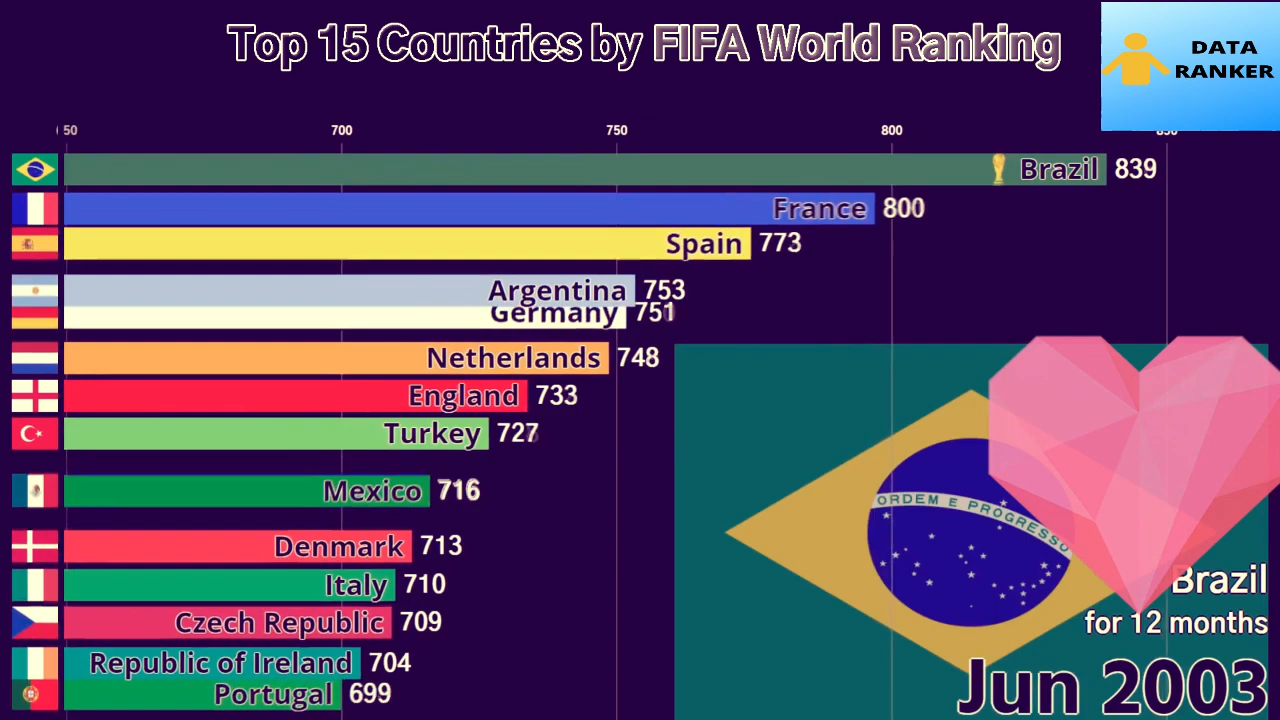 Top 15 Countries by FIFA World Ranking
DATA
RANKER
50
700
750
800
850
Brazil 839
France 800
Spain 773
Argentina 753
Germany 751
Netherlands 748
England 733
Turkey 727
Mexico 716
Denmark 713
Italy 710
Czech Republic 709
Republic of Ireland 704
Portugal 699
ORDEM E PROGRESSO
Brazil
for 12 months
Jun 2003